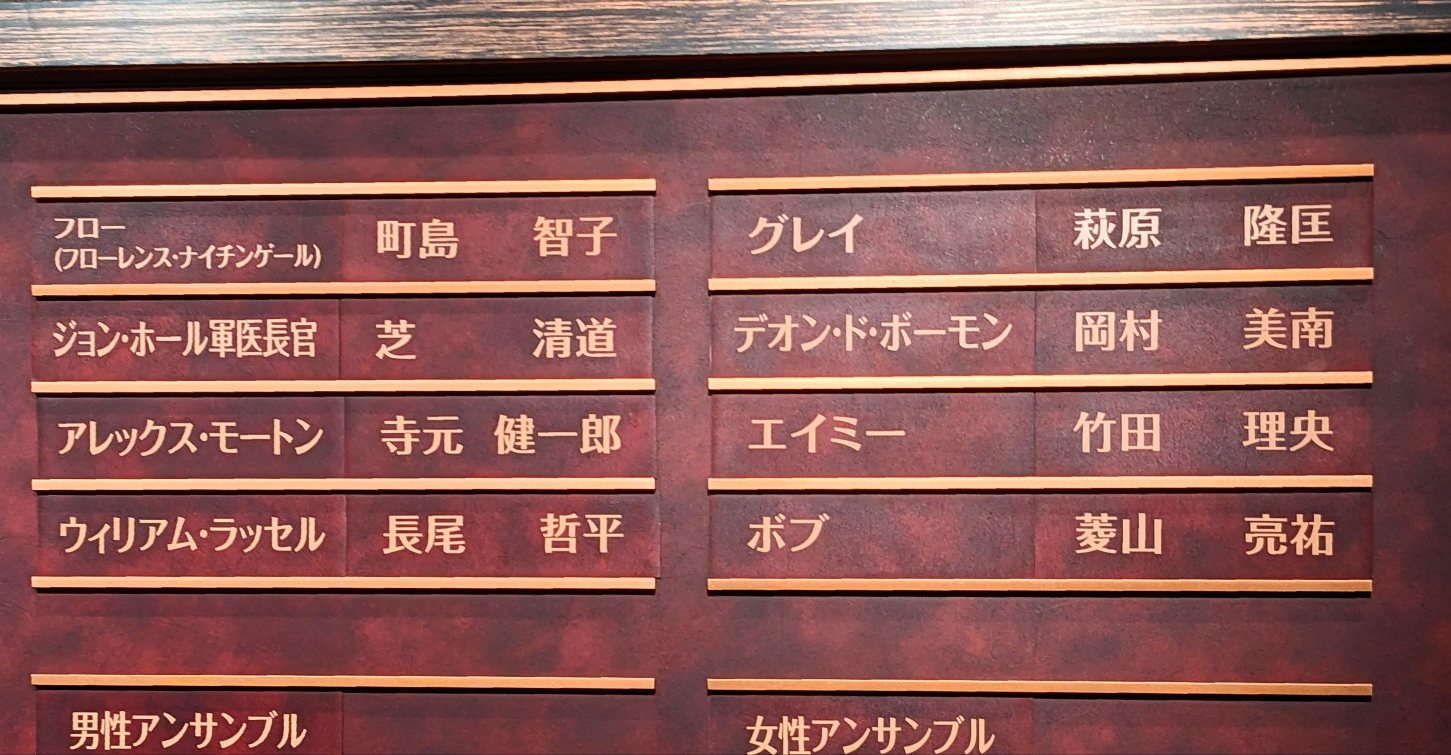 フロー
(フローレンス・ナイチンゲール) 町島 智子
ジョン・ホール軍医長官 芝 清道
アレックス・モートン 寺元 健一郎
ウィリアム・ラッセル 長尾 哲平
グレイ 萩原 隆匡
デオン・ド・ボーモン 岡村 美南
エイミー 竹田 理央
ボブ 菱山 亮祐
男性アンサンブル
女性アンサンブル